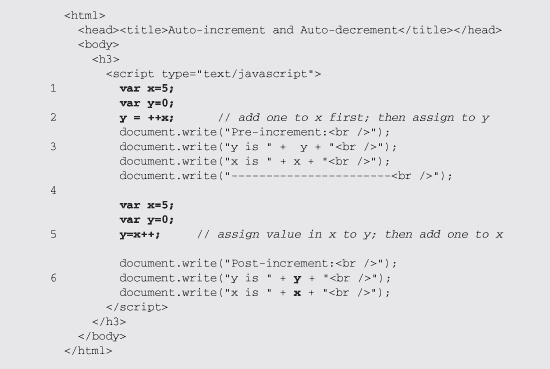 <html>
<head><title>Auto-increment and Auto-decrement</title></head>
<body>
<h3>
<script type="text/javascript">
1 var x=5;
var y=0;
2 y = ++x; // add one to x first; then assign to y
document.write("Pre-increment:<br />");
3 document.write("y is " + y + "<br />");
document.write("x is " + x + "<br />");
document.write("-----------------------<br />");
4
var x=5;
var y=0;
5 y=x++; // assign value in x to y; then add one to x
document.write("Post-increment:<br />");
6 document.write("y is " + y + "<br />");
document.write("x is " + x + "<br />");
</script>
</h3>
</body>
</html>